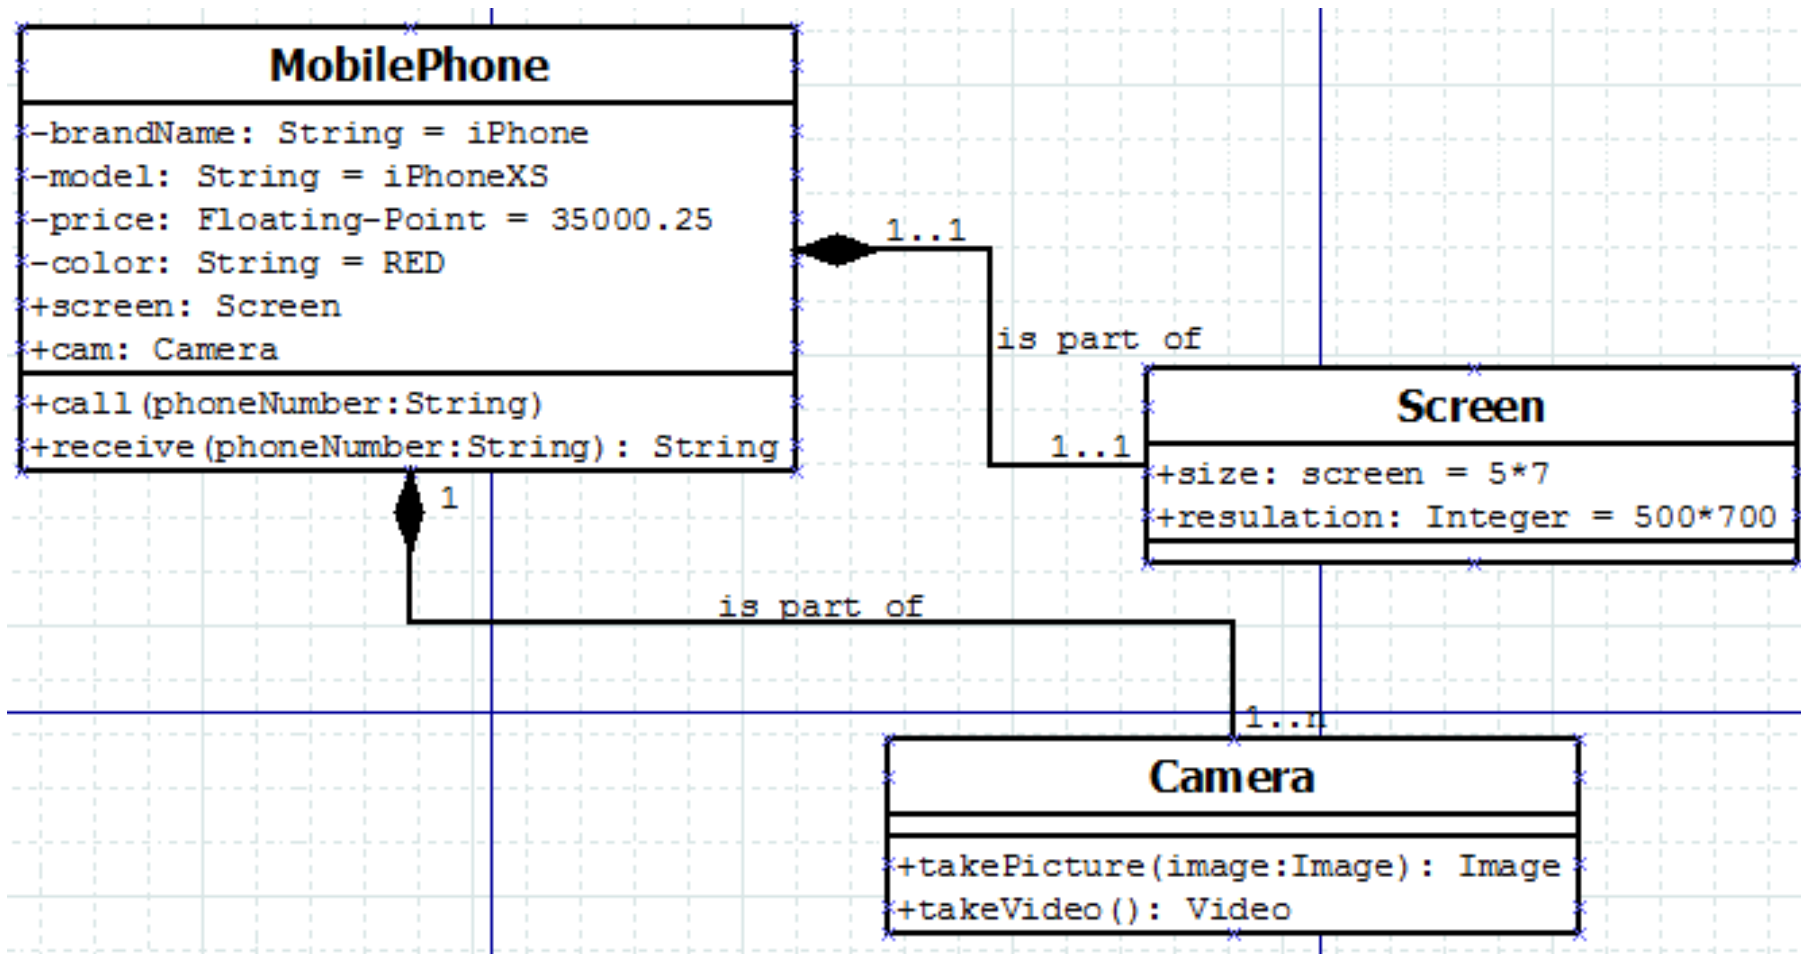 MobilePhone
-brandName: String = iPhone
-model: String = iPhoneXS
-price: Floating-Point = 35000.25
-color: String = RED
+screen: Screen
+cam: Camera
+call(phoneNumber:String)
+receive(phoneNumber:String): String
1..1
is part of
1..1
Screen
+size: screen = 5*7
+resulation: Integer = 500*700
1
is part of
1..n
Camera
+takePicture(image:Image): Image
+takeVideo(): Video